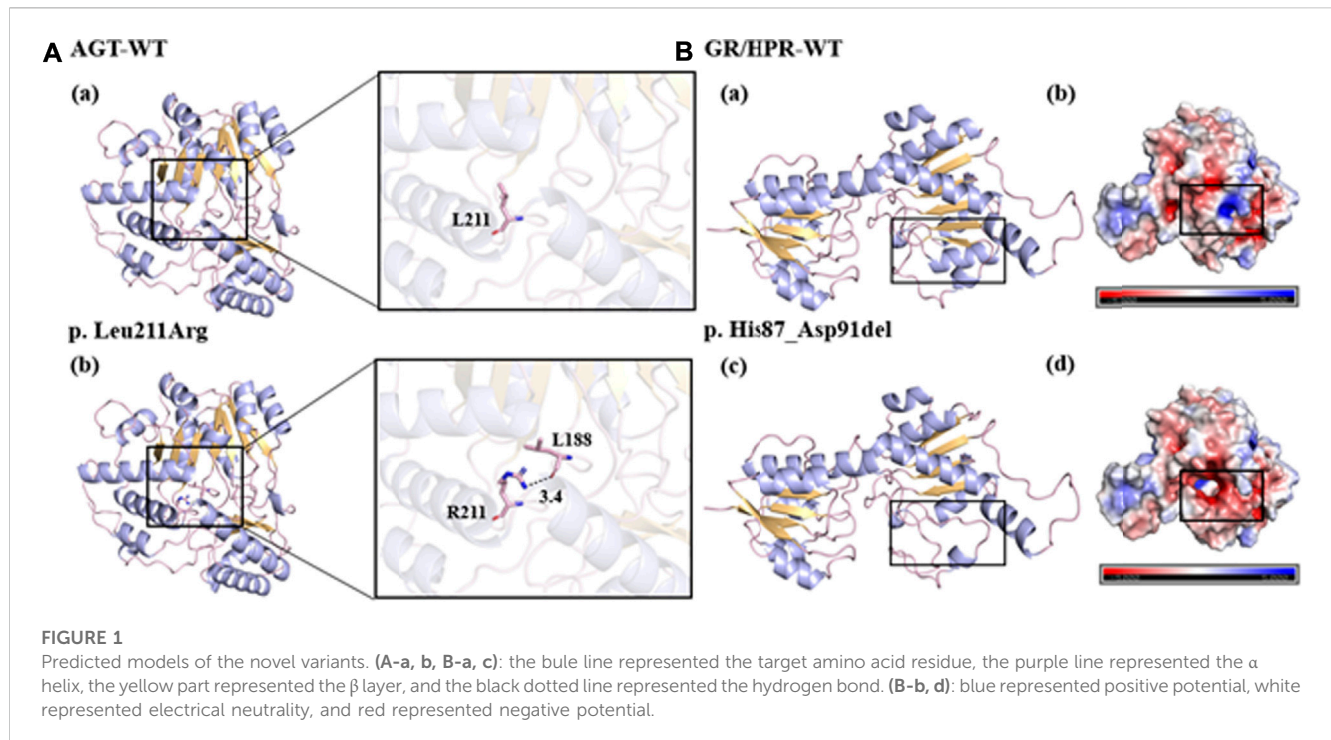 A AGT-WT
(a)
L211
p. Leu211Arg
(b)
L188
3.4
R211
B GR/HPR-WT
(a)
(b)
p. His87_Asp91del
(c)
(d)
FIGURE 1
Predicted models of the novel variants. (A-a, b, B-a, c): the bule line represented the target amino acid residue, the purple line represented the α
helix, the yellow part represented the β layer, and the black dotted line represented the hydrogen bond. (B-b, d): blue represented positive potential, white
represented electrical neutrality, and red represented negative potential.